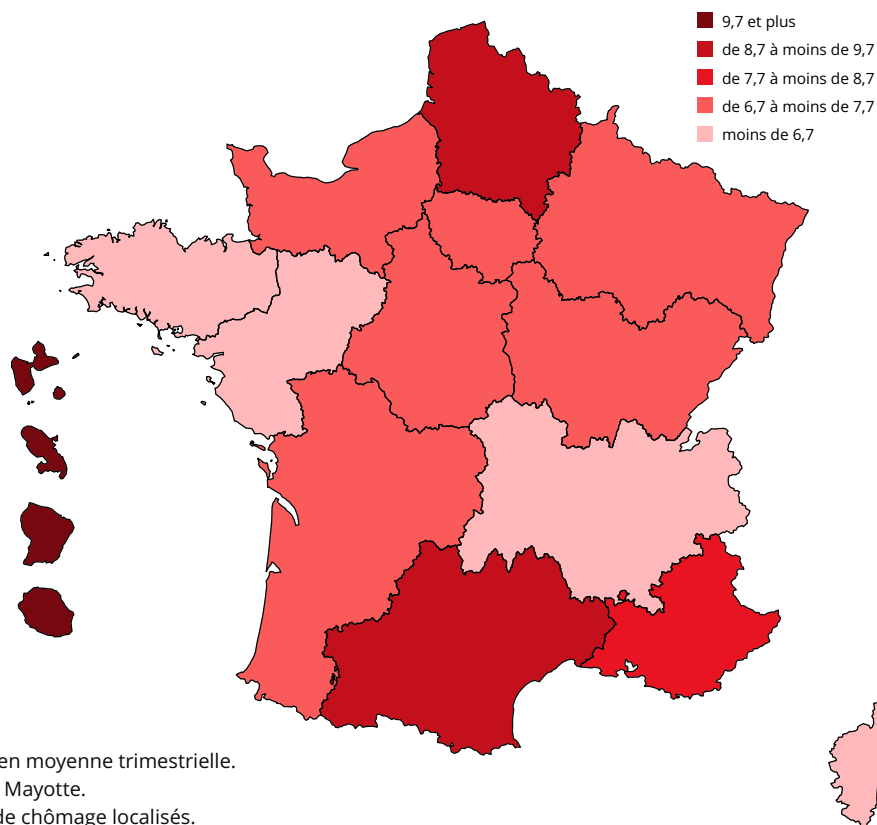 9,7 et plus
de 8,7 à moins de 9,7
de 7,7 à moins de 8,7
de 6,7 à moins de 7,7
moins de 6,7
en moyenne trimestrielle.
Mayotte.
de chômage localisés.